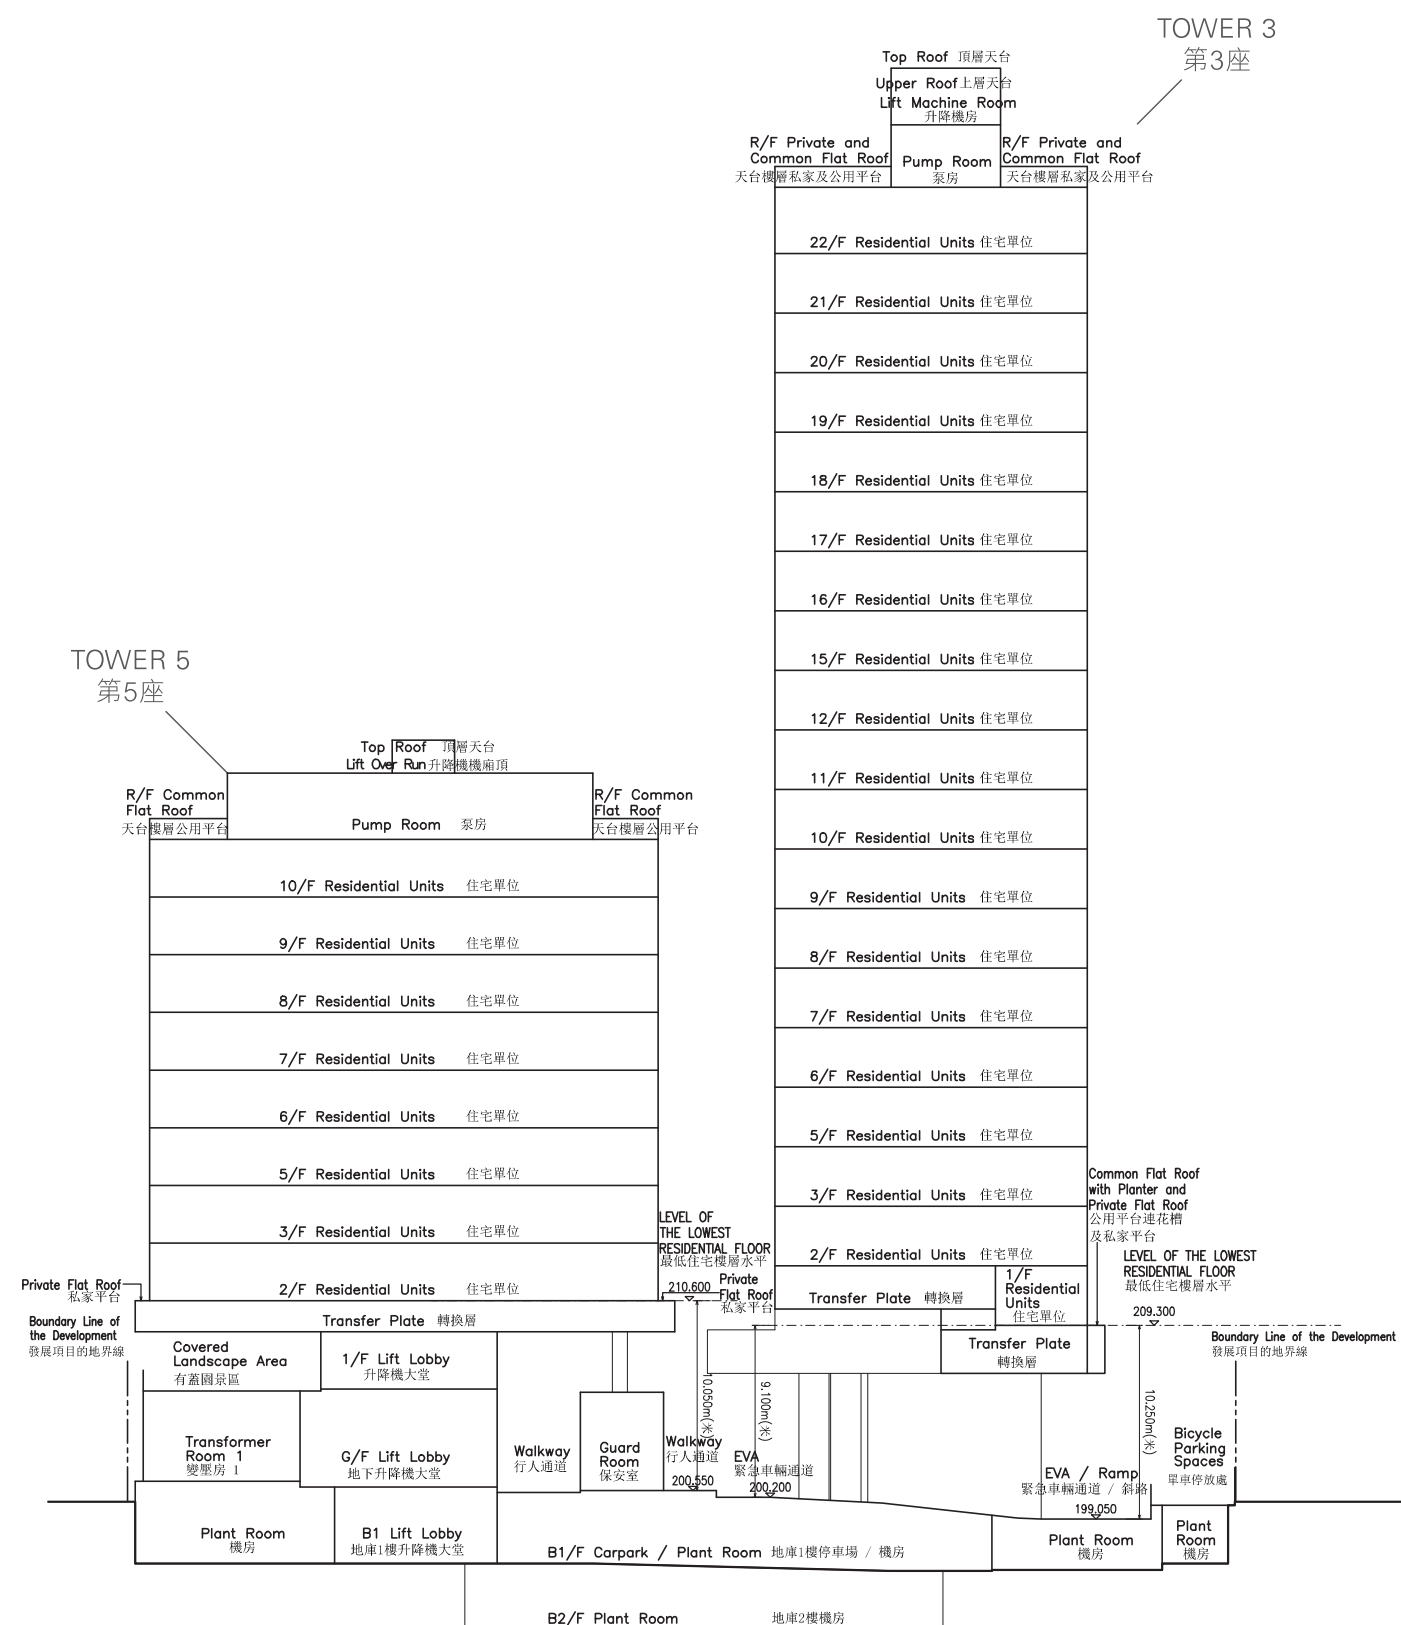 TOWER 3
第3座
Top Roof 頂層天台
Upper Roof 上層天台
Lift Machine Room
升降機房
R/F Private and
Common Flat Roof
天台樓層私家及公用平台
Pump Room
泵房
R/F Private and
Common Flat Roof
天台樓層私家及公用平台
22/F Residential Units 住宅單位
21/F Residential Units 住宅單位
20/F Residential Units 住宅單位
19/F Residential Units 住宅單位
18/F Residential Units 住宅單位
17/F Residential Units 住宅單位
16/F Residential Units 住宅單位
15/F Residential Units 住宅單位
12/F Residential Units 住宅單位
11/F Residential Units 住宅單位
10/F Residential Units 住宅單位
9/F Residential Units 住宅單位
8/F Residential Units 住宅單位
7/F Residential Units 住宅單位
6/F Residential Units 住宅單位
5/F Residential Units 住宅單位
3/F Residential Units 住宅單位
2/F Residential Units 住宅單位
1/F
Residential
Units
住宅單位
Transfer Plate 轉換層
Transfer Plate
轉換層
Common Flat Roof
with Planter and
Private Flat Roof
公用平台連花槽
及私家平台
LEVEL OF THE LOWEST
RESIDENTIAL FLOOR
最低住宅樓層水平
209.300
Boundary Line of the Development
發展項目的地界線
TOWER 5
第5座
Top Roof 頂層天台
Lift Over Run 升降機機廂頂
R/F Common
Flat Roof
天台樓層公用平台
Pump Room 泵房
R/F Common
Flat Roof
天台樓層公用平台
10/F Residential Units 住宅單位
9/F Residential Units 住宅單位
8/F Residential Units 住宅單位
7/F Residential Units 住宅單位
6/F Residential Units 住宅單位
5/F Residential Units 住宅單位
3/F Residential Units 住宅單位
2/F Residential Units 住宅單位
LEVEL OF
THE LOWEST
RESIDENTIAL FLOOR
最低住宅樓層水平
210.600
Private
Flat Roof
私家平台
Private Flat Roof
私家平台
Boundary Line of
the Development
發展項目的地界線
Transfer Plate 轉換層
Covered
Landscape Area
有蓋園景區
1/F Lift Lobby
升降機大堂
Transformer
Room 1
變壓房 1
G/F Lift Lobby
地下升降機大堂
Walkway
行人通道
Guard
Room
保安室
Walkway
行人通道
200.550
10.050m(米)
9.100m(米)
EVA
緊急車輛通道
200.200
EVA / Ramp
緊急車輛通道 / 斜路
199.050
10.250m(米)
Bicycle
Parking
Spaces
單車停放處
Plant Room
機房
B1 Lift Lobby
地庫1樓升降機大堂
B1/F Carpark / Plant Room 地庫1樓停車場 / 機房
Plant Room
機房
Plant
Room
機房
B2/F Plant Room 地庫2樓機房